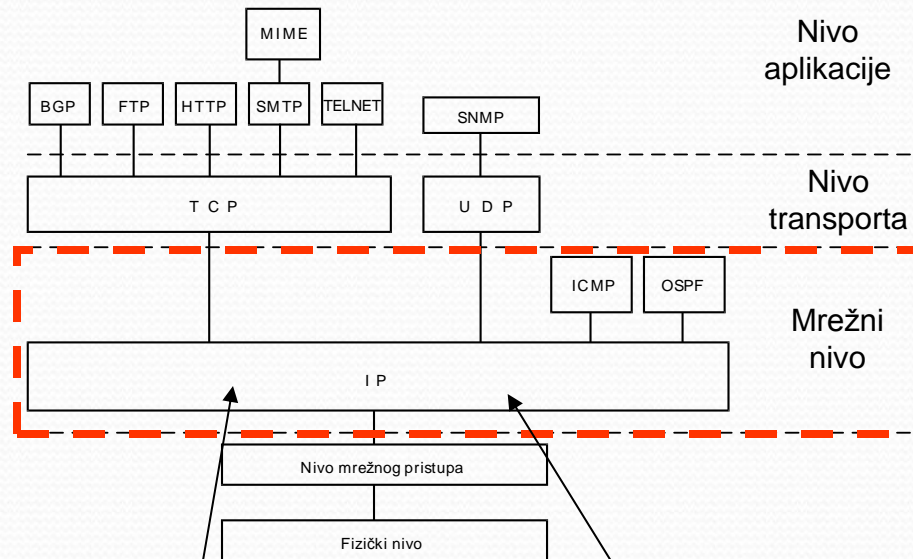 MIME
Nivo
aplikacije
BGP
FTP
HTTP
SMTP
TELNET
SNMP
T C P
U D P
Nivo
transporta
ICMP
OSPF
Mrežni
nivo
I P
Nivo mrežnog pristupa
Fizički nivo